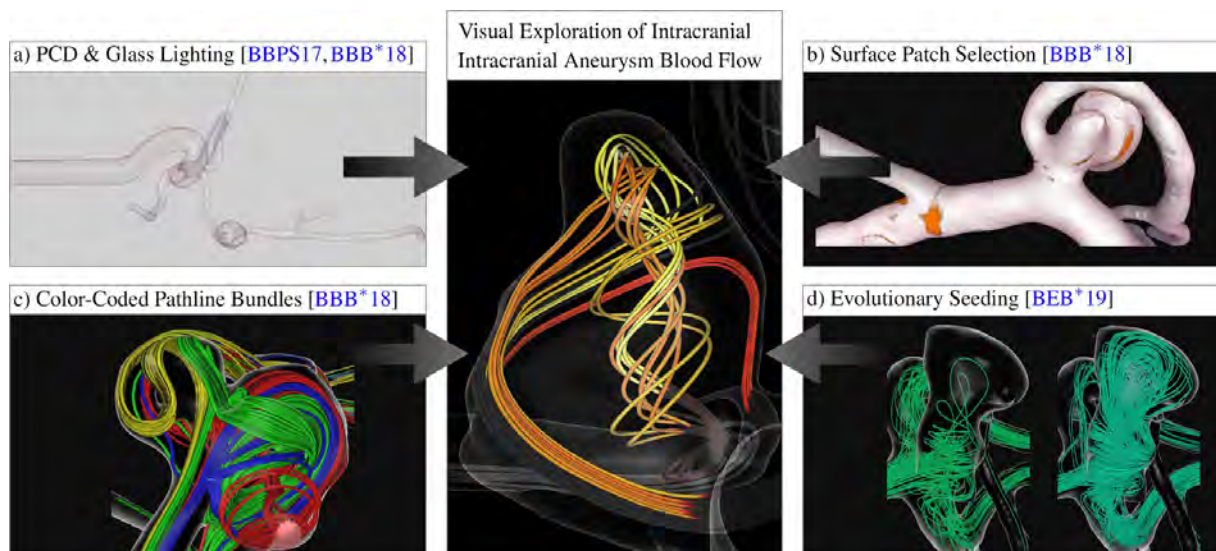 Visual Exploration of Intracranial
Intracranial Aneurysm Blood Flow
a) PCD & Glass Lighting [BBPS17, BBB*18]
b) Surface Patch Selection [BBB*18]
c) Color-Coded Pathline Bundles [BBB*18]
d) Evolutionary Seeding [BEB*19]